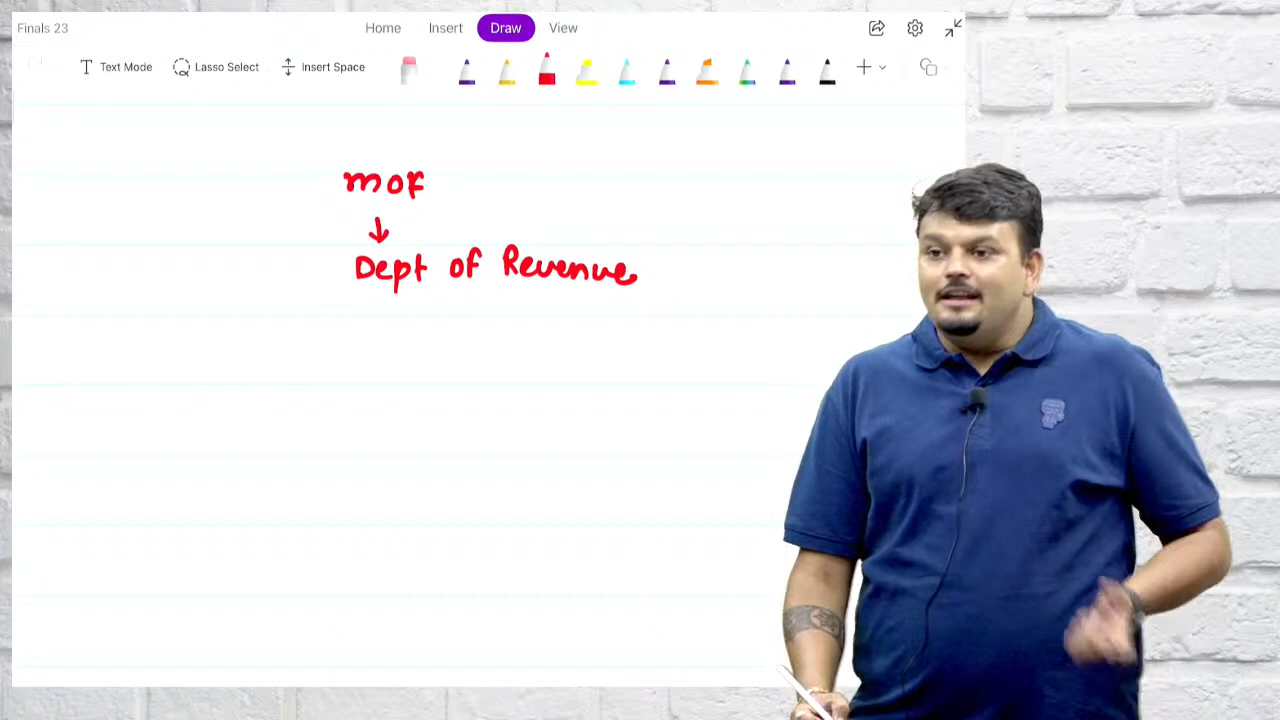 Finals 23
Home Insert Draw View
Text Mode Lasso Select Insert Space
mof
Dept of Revenue